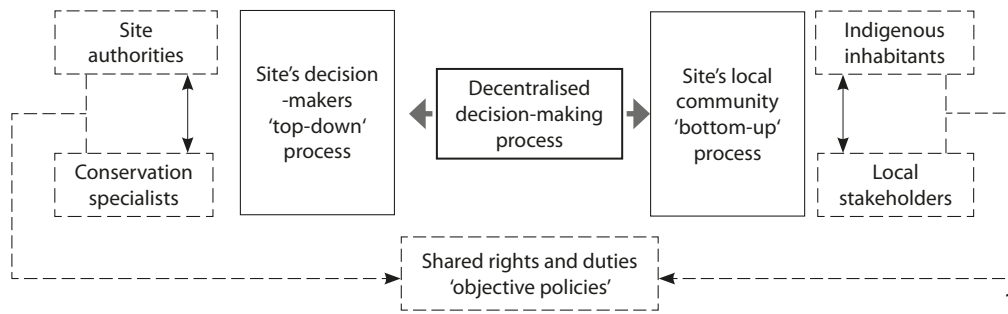 Site
authorities
Conservation
specialists
Site's decision
-makers
‘top-down‘
process
Decentralised
decision-making
process
Site's local
community
‘bottom-up‘
process
Indigenous
inhabitants
Local
stakeholders
Shared rights and duties
‘objective policies’